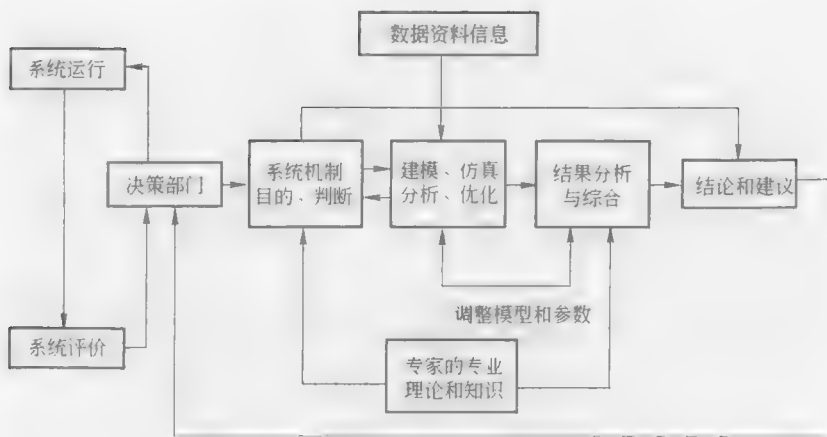 数据资料信息
系统运行
决策部门
系统机制
目的、判断
建模、仿真
分析、优化
结果分析
与综合
结论和建议
调整模型和参数
系统评价
专家的专业
理论和知识